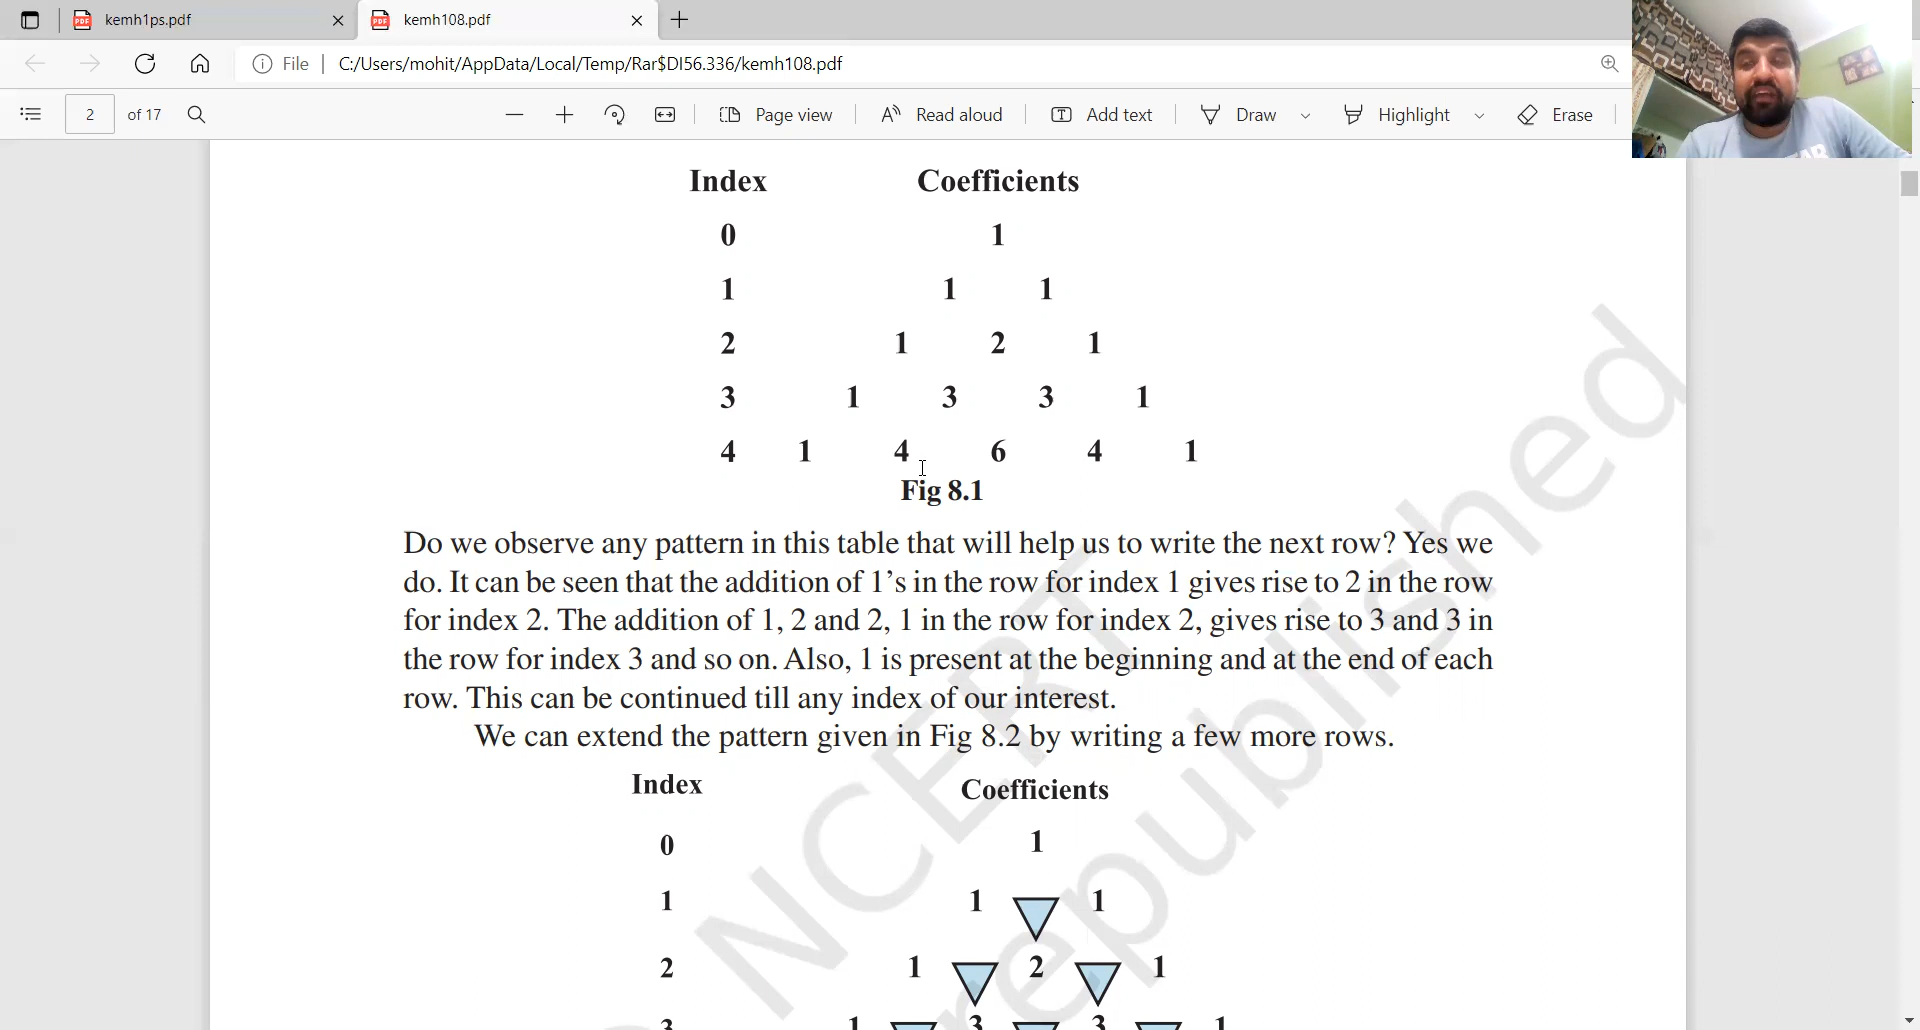 kemh1ps.pdf
kemh108.pdf
File | C:/Users/mohit/AppData/Local/Temp/Rar$DI56.336/kemh108.pdf
2 of 17 Page view Read aloud Add text Draw Highlight Erase
Index Coefficients
0 1
1 1 1
2 1 2 1
3 1 3 3 1
4 1 4 6 4 1
Fig 8.1
Do we observe any pattern in this table that will help us to write the next row? Yes we
do. It can be seen that the addition of 1’s in the row for index 1 gives rise to 2 in the row
for index 2. The addition of 1, 2 and 2, 1 in the row for index 2, gives rise to 3 and 3 in
the row for index 3 and so on. Also, 1 is present at the beginning and at the end of each
row. This can be continued till any index of our interest.
We can extend the pattern given in Fig 8.2 by writing a few more rows.
Index Coefficients
0 1
1 1 1
2 1 2 1
3 1 3 3 1
NCERT
republished